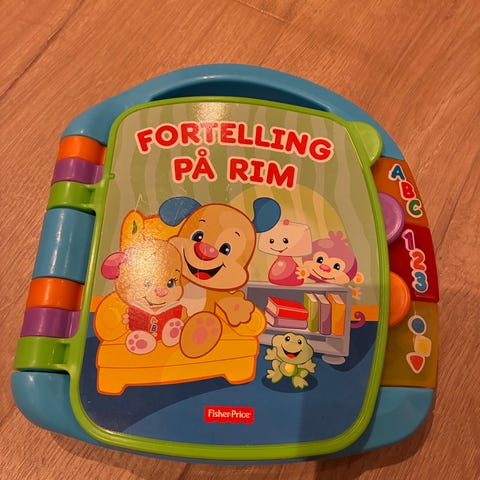 FORTELLING
PÅ RIM
ABC
123
B
Fisher-Price